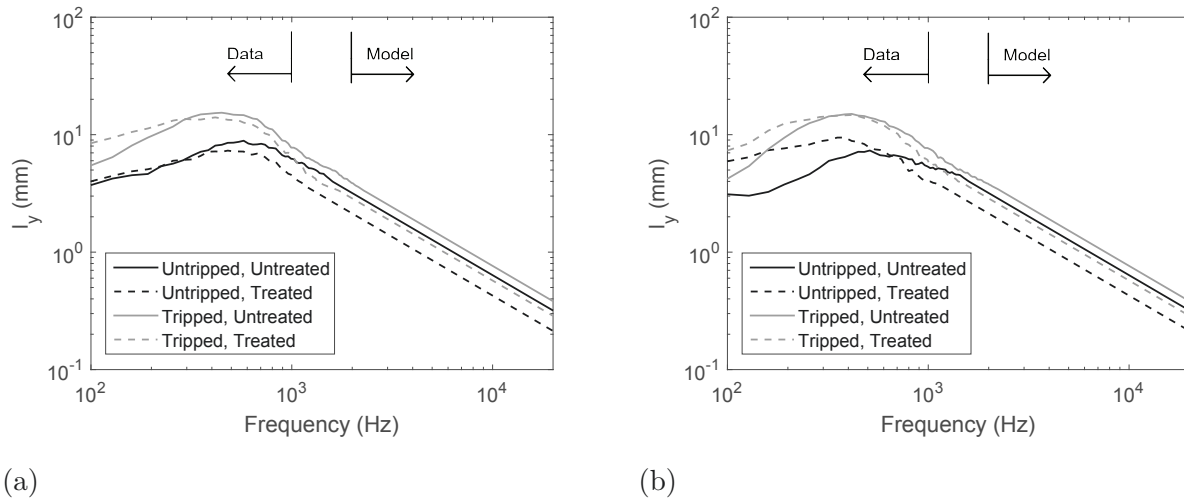 10^2
10^1
10^0
10^-1
l_y (mm)
Data
Model
Untripped, Untreated
Untripped, Treated
Tripped, Untreated
Tripped, Treated
10^2 10^3 10^4
Frequency (Hz)
(a)
10^2
10^1
10^0
10^-1
l_y (mm)
Data
Model
Untripped, Untreated
Untripped, Treated
Tripped, Untreated
Tripped, Treated
10^2 10^3 10^4
Frequency (Hz)
(b)